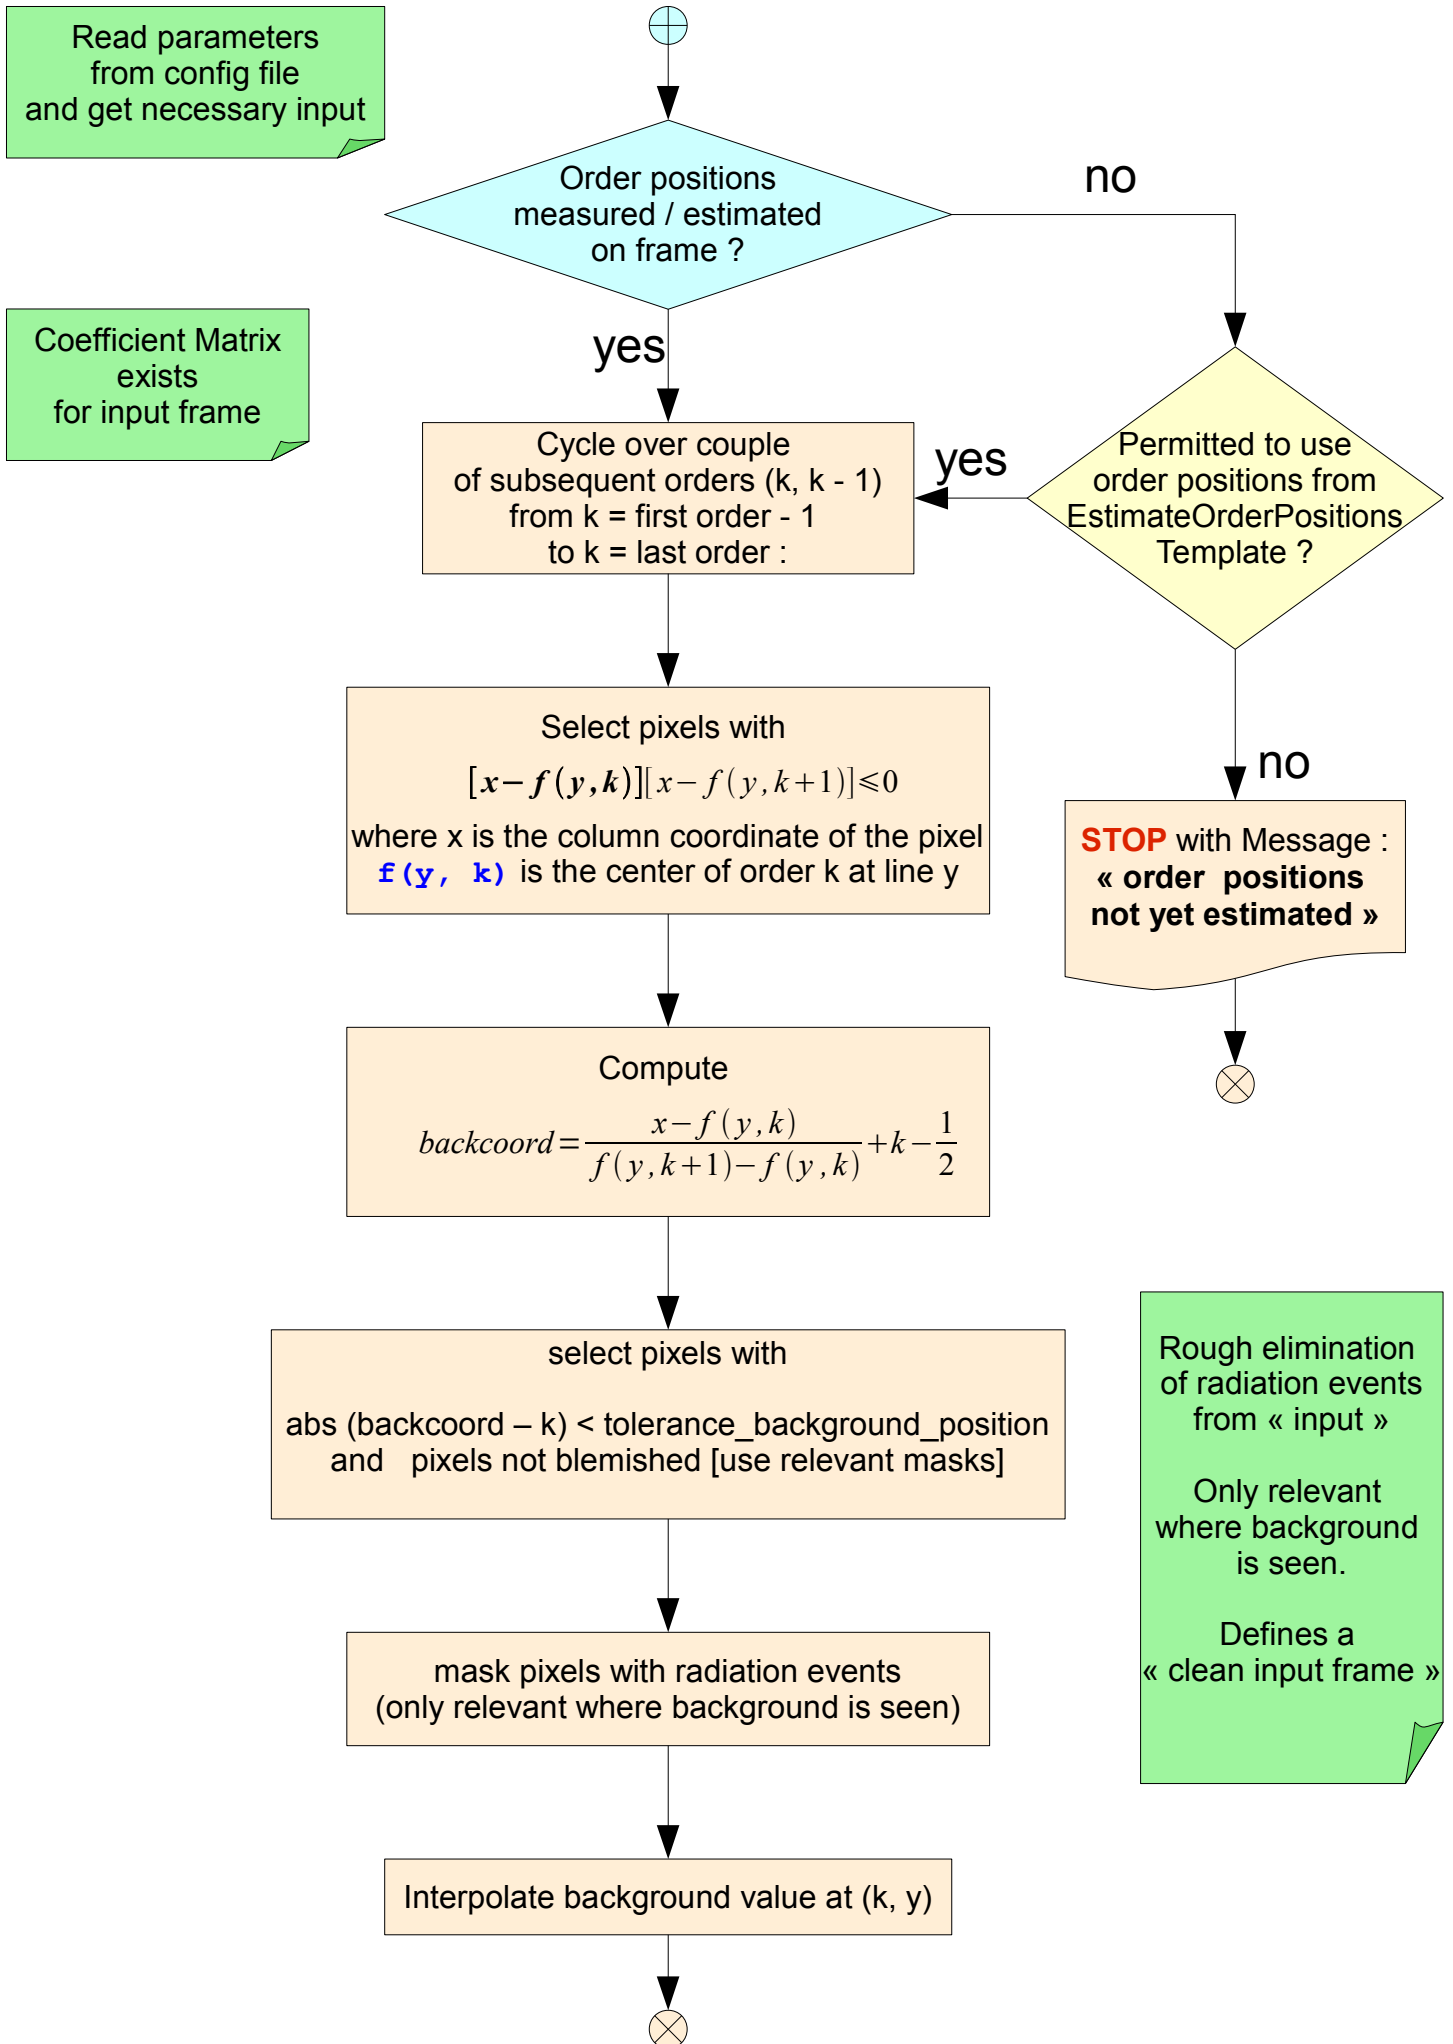 Read parameters
from config file
and get necessary input
Order positions
measured / estimated
on frame ?
no
yes
Coefficient Matrix
exists
for input frame
Cycle over couple
of subsequent orders (k, k - 1)
from k = first order - 1
to k = last order :
yes
Permitted to use
order positions from
EstimateOrderPositions
Template ?
no
STOP with Message :
« order positions
not yet estimated »
Select pixels with
[x−f(y,k)][x−f(y,k+1)]⩽0
where x is the column coordinate of the pixel
f(y, k) is the center of order k at line y
Compute
backcoord = (x−f(y,k)) / (f(y,k+1)−f(y,k)) + k − 1/2
select pixels with
abs (backcoord – k) < tolerance_background_position
and pixels not blemished [use relevant masks]
mask pixels with radiation events
(only relevant where background is seen)
Interpolate background value at (k, y)
Rough elimination
of radiation events
from « input »
Only relevant
where background
is seen.
Defines a
« clean input frame »